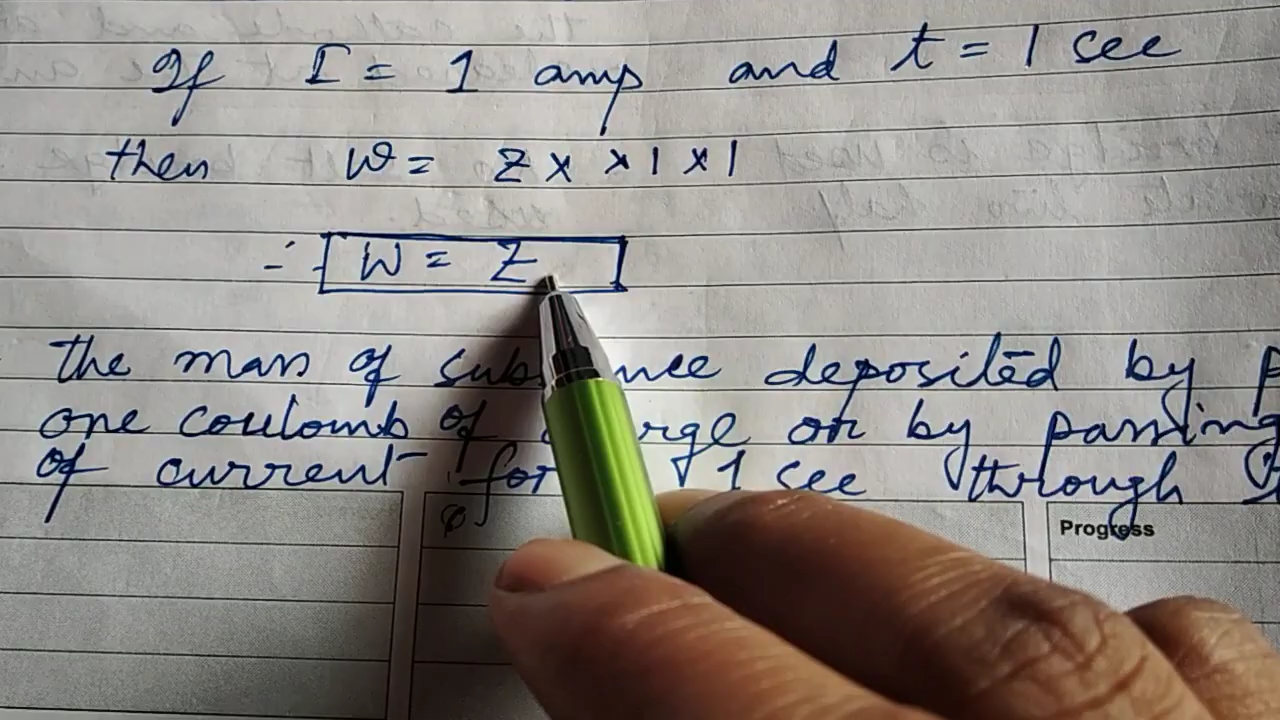 If I = 1 amp and t = 1 sec
then W = Z x x 1 x 1
∴ W = Z
The mass of deposited by
one coulomb of or by passing
of current for 1 sec through
Progress